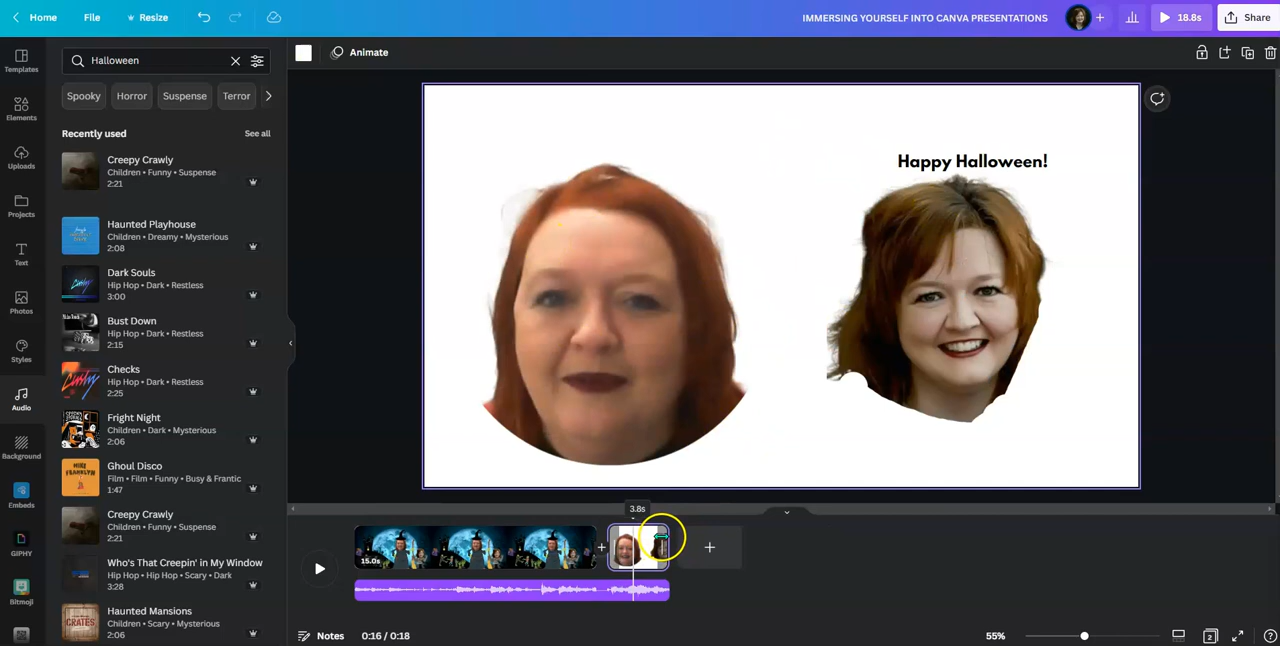 Home File Resize IMMERSING YOURSELF INTO CANVA PRESENTATIONS 18.8s Share
Templates
Elements
Uploads
Projects
Text
Photos
Styles
Audio
Background
Embeds
GIPHY
Bitmoji
Halloween
Spooky Horror Suspense Terror
Recently used See all
Creepy Crawly
Children • Funny • Suspense
2:21
Haunted Playhouse
Children • Dreamy • Mysterious
2:08
Dark Souls
Hip Hop • Dark • Restless
3:00
Bust Down
Hip Hop • Dark • Restless
2:15
Checks
Hip Hop • Dark • Restless
2:25
Fright Night
Children • Dark • Mysterious
2:06
Ghoul Disco
Film • Film • Funny • Busy & Frantic
1:47
Creepy Crawly
Children • Funny • Suspense
2:21
Who's That Creepin' in My Window
Hip Hop • Hip Hop • Scary • Dark
3:28
Haunted Mansions
Children • Scary • Mysterious
2:06
Animate
Happy Halloween!
3.8s
15.0s
Notes 0:16 / 0:18 55% 2